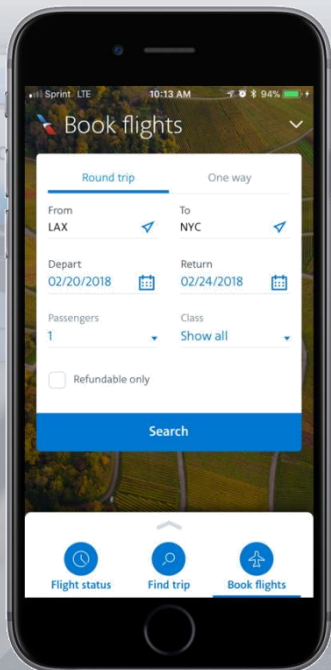 Sprint LTE 10:13 AM 94%
Book flights
Round trip One way
From To
LAX NYC
Depart Return
02/20/2018 02/24/2018
Passengers Class
1 Show all
Refundable only
Search
Flight status Find trip Book flights